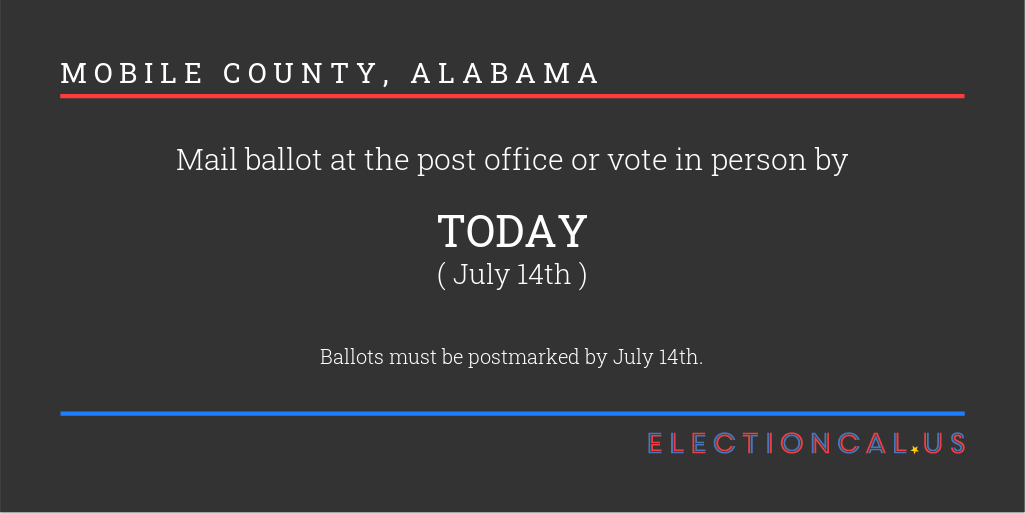 MOBILE COUNTY, ALABAMA
Mail ballot at the post office or vote in person by
TODAY
( July 14th )
Ballots must be postmarked by July 14th.
ELECTIONCAL.US